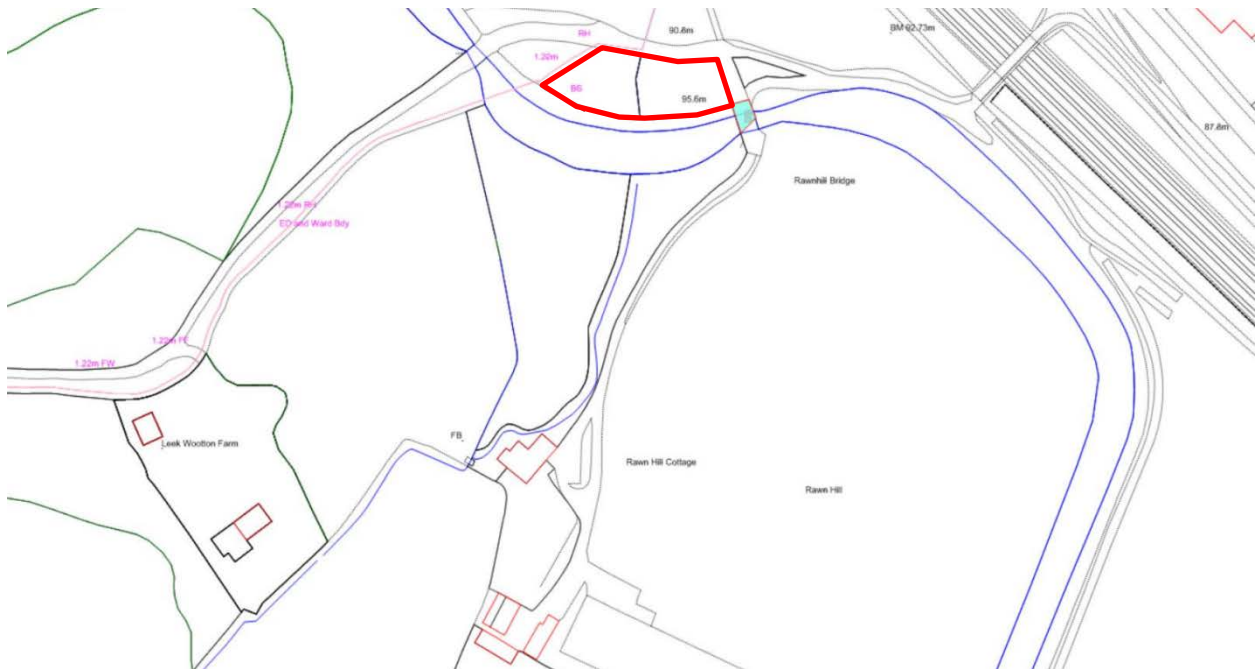 BM 92.73m
RH
90.6m
1.22m
BS
95.6m
87.8m
Rawnhill Bridge
1.22m RH
ED and Ward Bdy
1.22m FF
1.22m FW
FB
Leek Wootton Farm
Rawn Hill Cottage
Rawn Hill